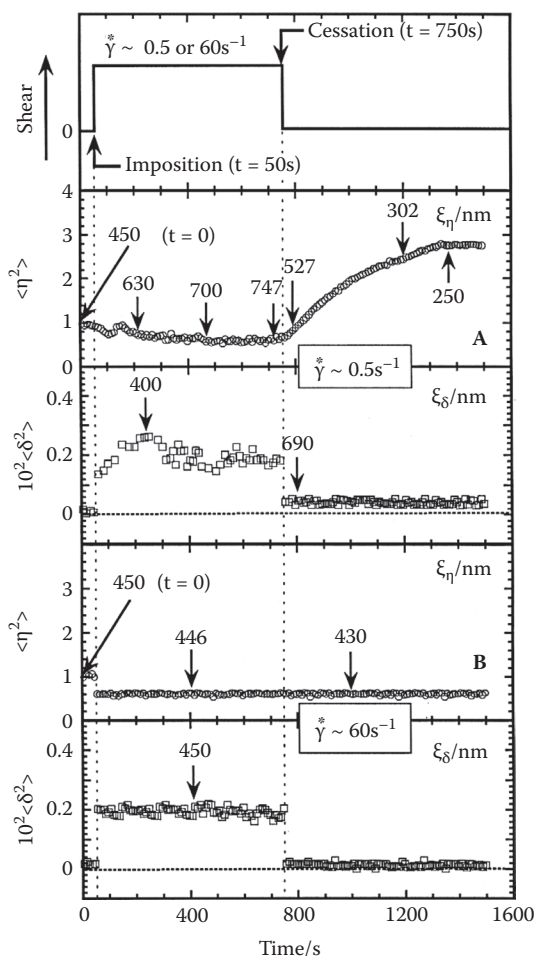 γ̇* ~ 0.5 or 60s⁻¹
Cessation (t = 750s)
Shear
0
Imposition (t = 50s)
4
3
2
1
0
<η²>
450 (t = 0)
630
700
747
527
302
250
ξη/nm
A
γ̇* ~ 0.5s⁻¹
0.4
0.2
0
10²<δ²>
400
690
ξδ/nm
3
2
1
0
<η²>
450 (t = 0)
446
430
ξη/nm
B
γ̇* ~ 60s⁻¹
0.4
0.2
0
10²<δ²>
450
ξδ/nm
0 400 800 1200 1600
Time/s